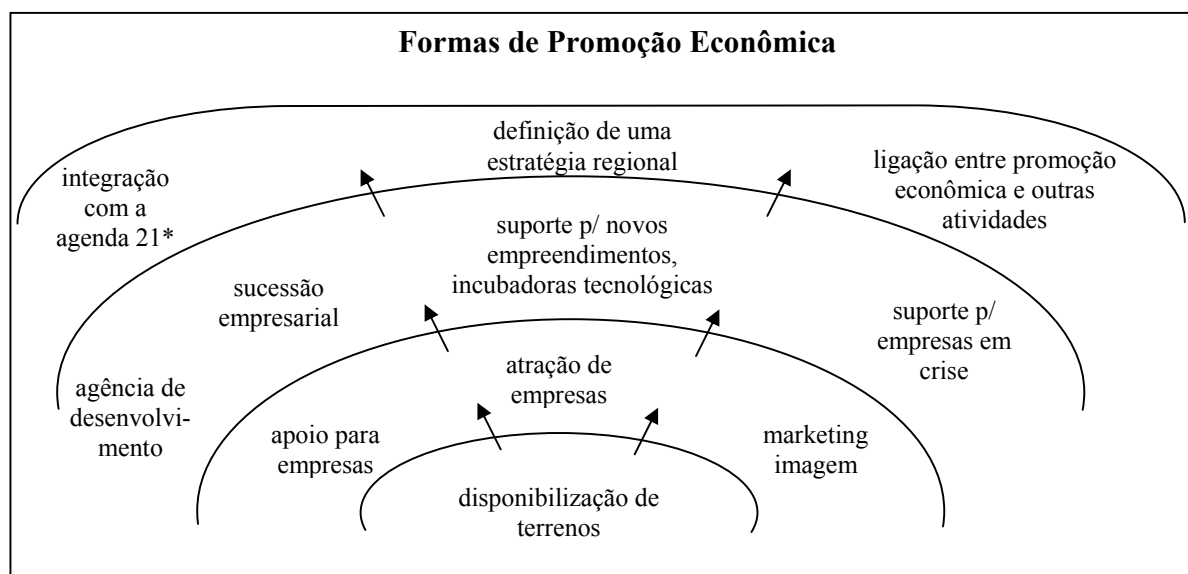 Formas de Promoção Econômica
definição de uma
estratégia regional
integração
com a
agenda 21*
ligação entre promoção
econômica e outras
atividades
suporte p/ novos
empreendimentos,
incubadoras tecnológicas
sucessão
empresarial
suporte p/
empresas em
crise
agência de
desenvolvi-
mento
atração de
empresas
apoio para
empresas
marketing
imagem
disponibilização de
terrenos